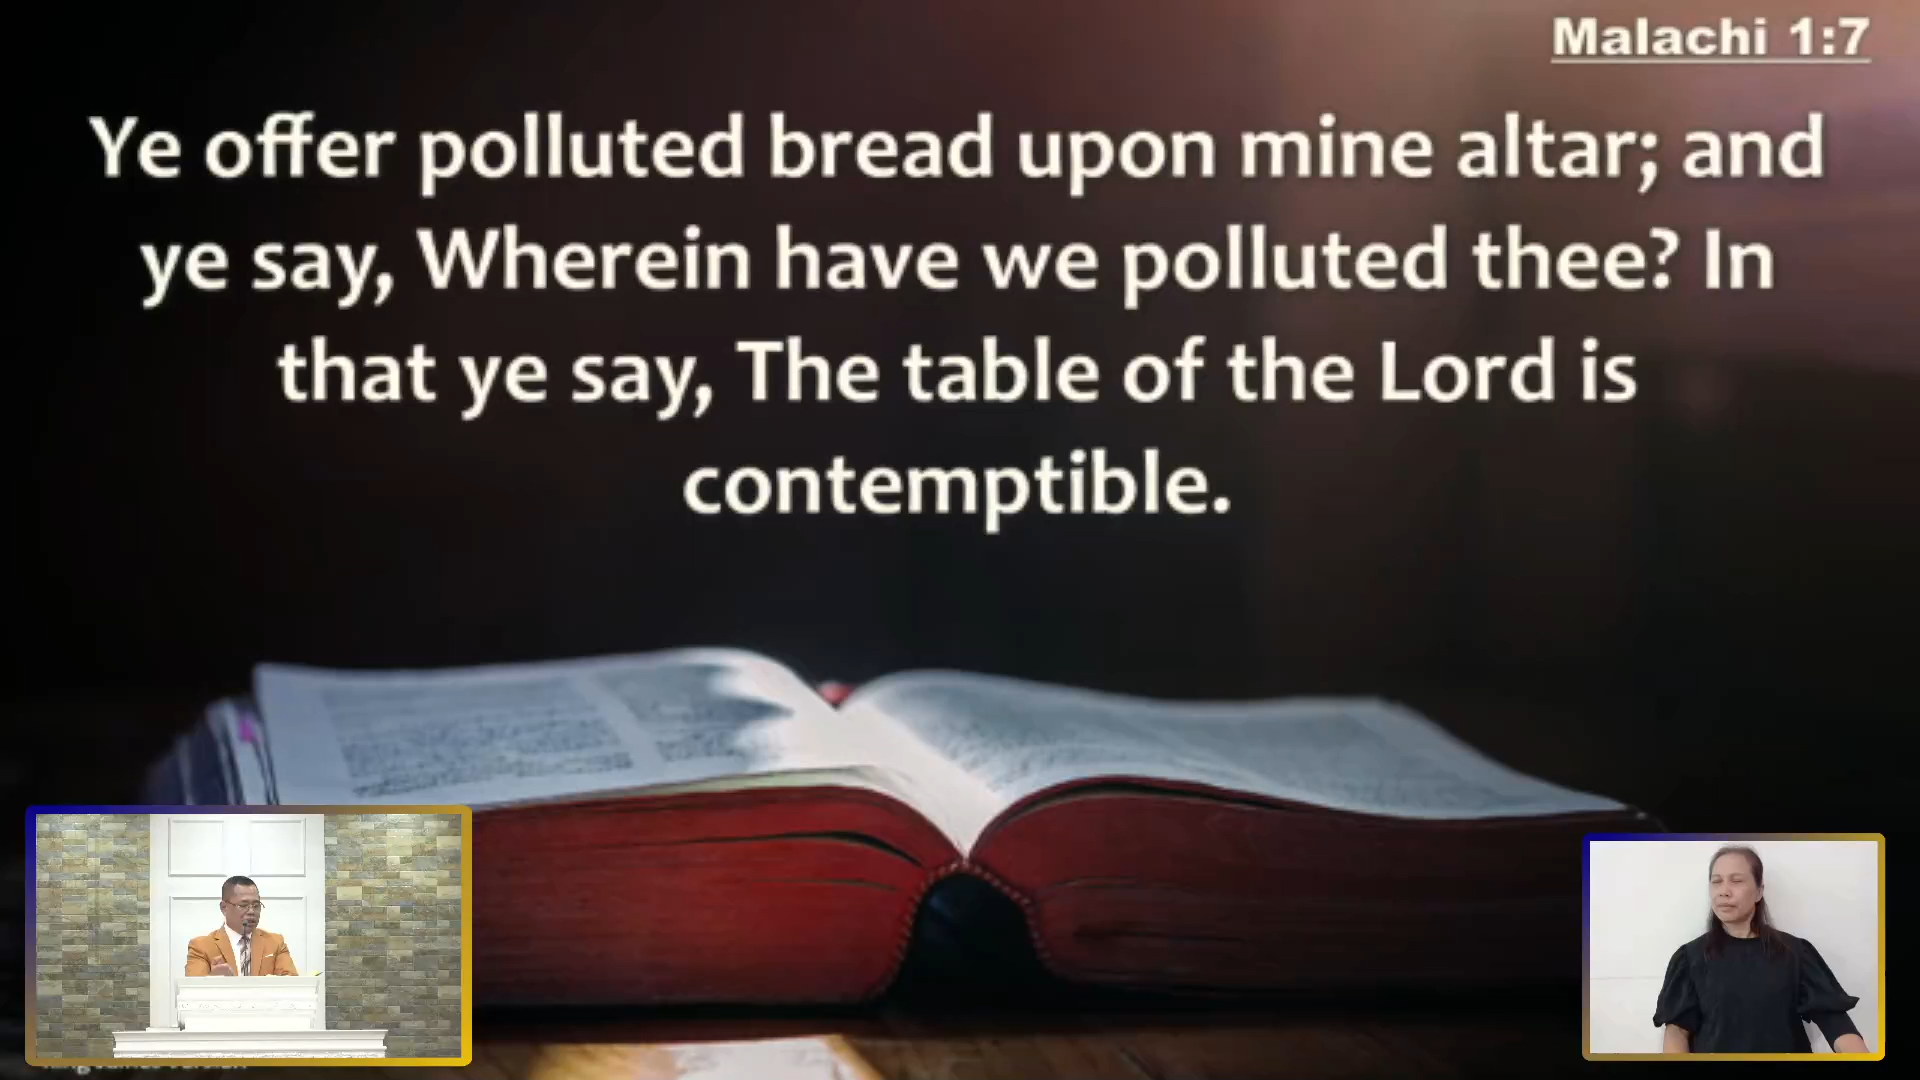 Malachi 1:7
Ye offer polluted bread upon mine altar; and
ye say, Wherein have we polluted thee? In
that ye say, The table of the Lord is
contemptible.